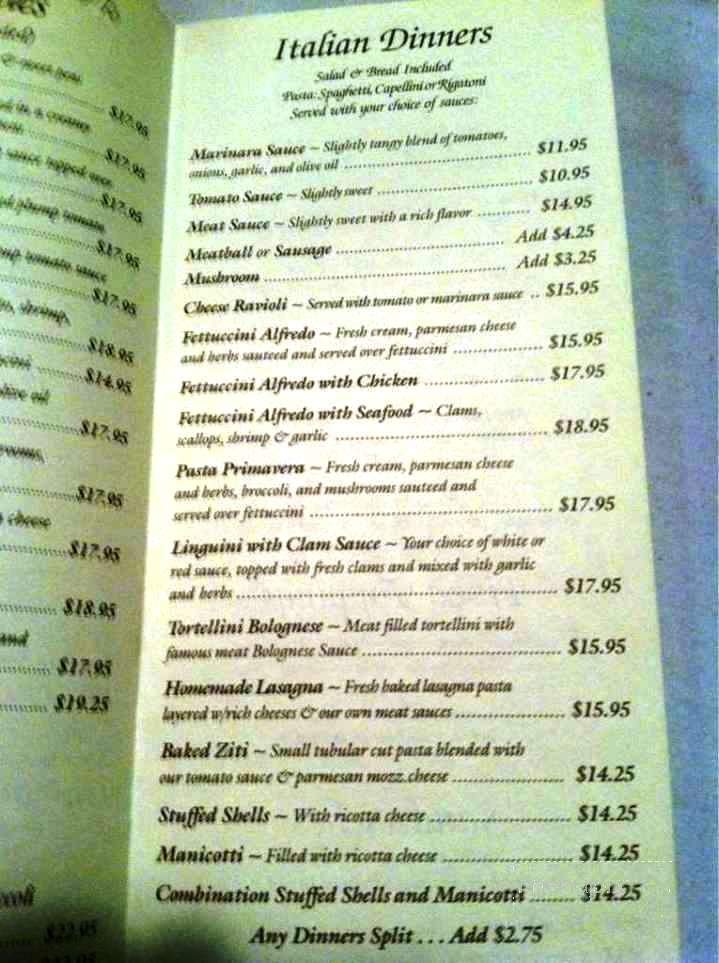 $17.95
$17.95
$17.95
$17.95
tomato sauce
$17.95
shrimp,
$18.95
$14.95
olive oil
$17.95
$17.95
cheese
$17.95
$18.95
and
$17.95
$19.25
$22.95
Italian Dinners
Salad & Bread Included
Pasta: Spaghetti, Capellini or Rigatoni
Served with your choice of sauces:
Marinara Sauce ~ Slightly tangy blend of tomatoes,
onions, garlic, and olive oil .................... $11.95
Tomato Sauce ~ Slightly sweet .................... $10.95
Meat Sauce ~ Slightly sweet with a rich flavor .......... $14.95
Meatball or Sausage .................... Add $4.25
Mushroom .................... Add $3.25
Cheese Ravioli ~ Served with tomato or marinara sauce .. $15.95
Fettuccini Alfredo ~ Fresh cream, parmesan cheese
and herbs sauteed and served over fettuccini .................... $15.95
Fettuccini Alfredo with Chicken .................... $17.95
Fettuccini Alfredo with Seafood ~ Clams,
scallops, shrimp & garlic .................... $18.95
Pasta Primavera ~ Fresh cream, parmesan cheese
and herbs, broccoli, and mushrooms sauteed and
served over fettuccini .................... $17.95
Linguini with Clam Sauce ~ Your choice of white or
red sauce, topped with fresh clams and mixed with garlic
and herbs .................... $17.95
Tortellini Bolognese ~ Meat filled tortellini with
famous meat Bolognese Sauce .................... $15.95
Homemade Lasagna ~ Fresh baked lasagna pasta
layered w/rich cheeses & our own meat sauces .................... $15.95
Baked Ziti ~ Small tubular cut pasta blended with
our tomato sauce & parmesan mozz.cheese .................... $14.25
Stuffed Shells ~ With ricotta cheese .................... $14.25
Manicotti ~ Filled with ricotta cheese .................... $14.25
Combination Stuffed Shells and Manicotti ........ $14.25
Any Dinners Split . . . Add $2.75